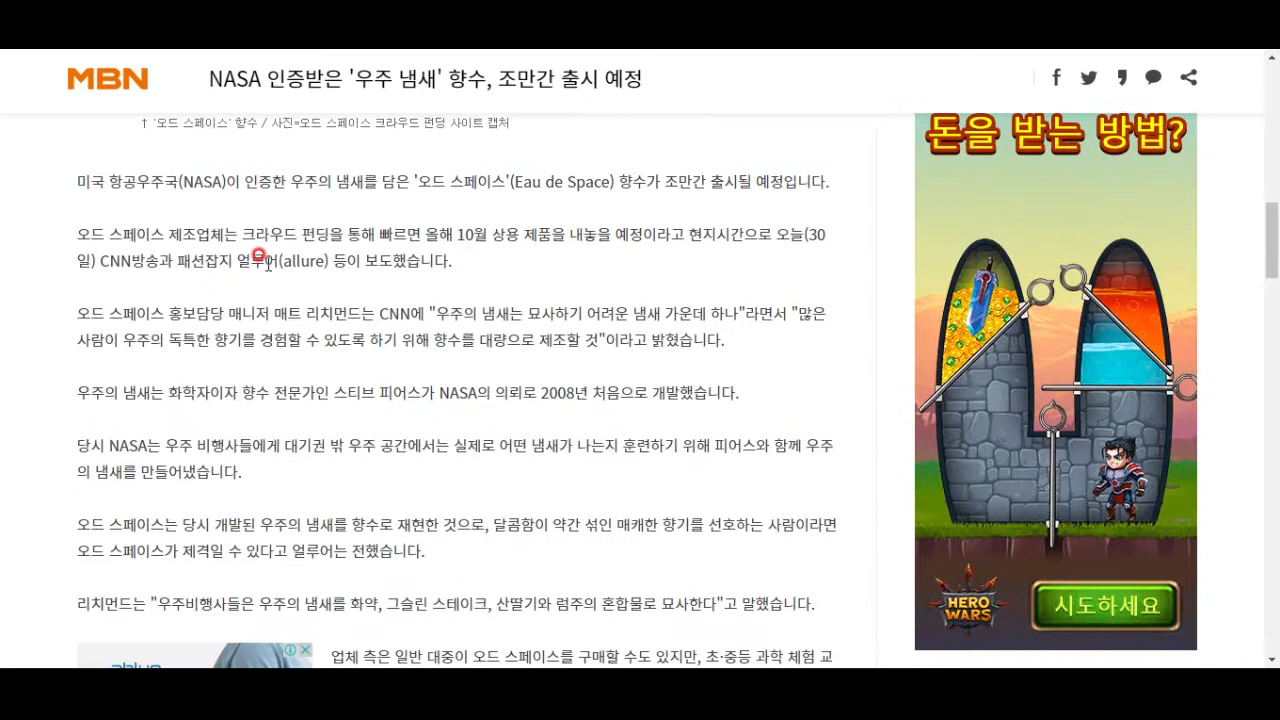 MBN
NASA 인증받은 '우주 냄새' 향수, 조만간 출시 예정
↑ '오드 스페이스' 향수 / 사진=오드 스페이스 크라우드 펀딩 사이트 캡처
미국 항공우주국(NASA)이 인증한 우주의 냄새를 담은 '오드 스페이스'(Eau de Space) 향수가 조만간 출시될 예정입니다.
오드 스페이스 제조업체는 크라우드 펀딩을 통해 빠르면 올해 10월 상용 제품을 내놓을 예정이라고 현지시간으로 오늘(30
일) CNN방송과 패션잡지 얼루어(allure) 등이 보도했습니다.
오드 스페이스 홍보담당 매니저 매트 리치먼드는 CNN에 "우주의 냄새는 묘사하기 어려운 냄새 가운데 하나"라면서 "많은
사람이 우주의 독특한 향기를 경험할 수 있도록 하기 위해 향수를 대량으로 제조할 것"이라고 밝혔습니다.
우주의 냄새는 화학자이자 향수 전문가인 스티브 피어스가 NASA의 의뢰로 2008년 처음으로 개발했습니다.
당시 NASA는 우주 비행사들에게 대기권 밖 우주 공간에서는 실제로 어떤 냄새가 나는지 훈련하기 위해 피어스와 함께 우주
의 냄새를 만들어냈습니다.
오드 스페이스는 당시 개발된 우주의 냄새를 향수로 재현한 것으로, 달콤함이 약간 섞인 매캐한 향기를 선호하는 사람이라면
오드 스페이스가 제격일 수 있다고 얼루어는 전했습니다.
리치먼드는 "우주비행사들은 우주의 냄새를 화약, 그슬린 스테이크, 산딸기와 럼주의 혼합물로 묘사한다"고 말했습니다.
업체 측은 일반 대중이 오드 스페이스를 구매할 수도 있지만, 초·중등 과학 체험 교
돈을 받는 방법?
HERO
WARS
시도하세요